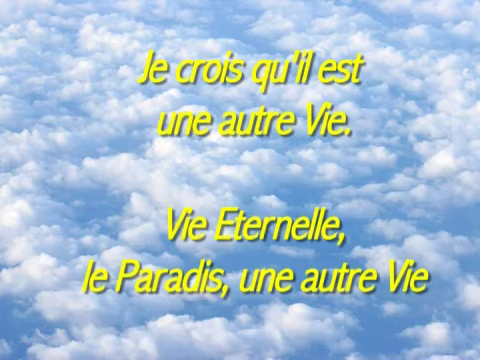 Je crois qu'il est
une autre Vie.
Vie Eternelle,
le Paradis, une autre Vie